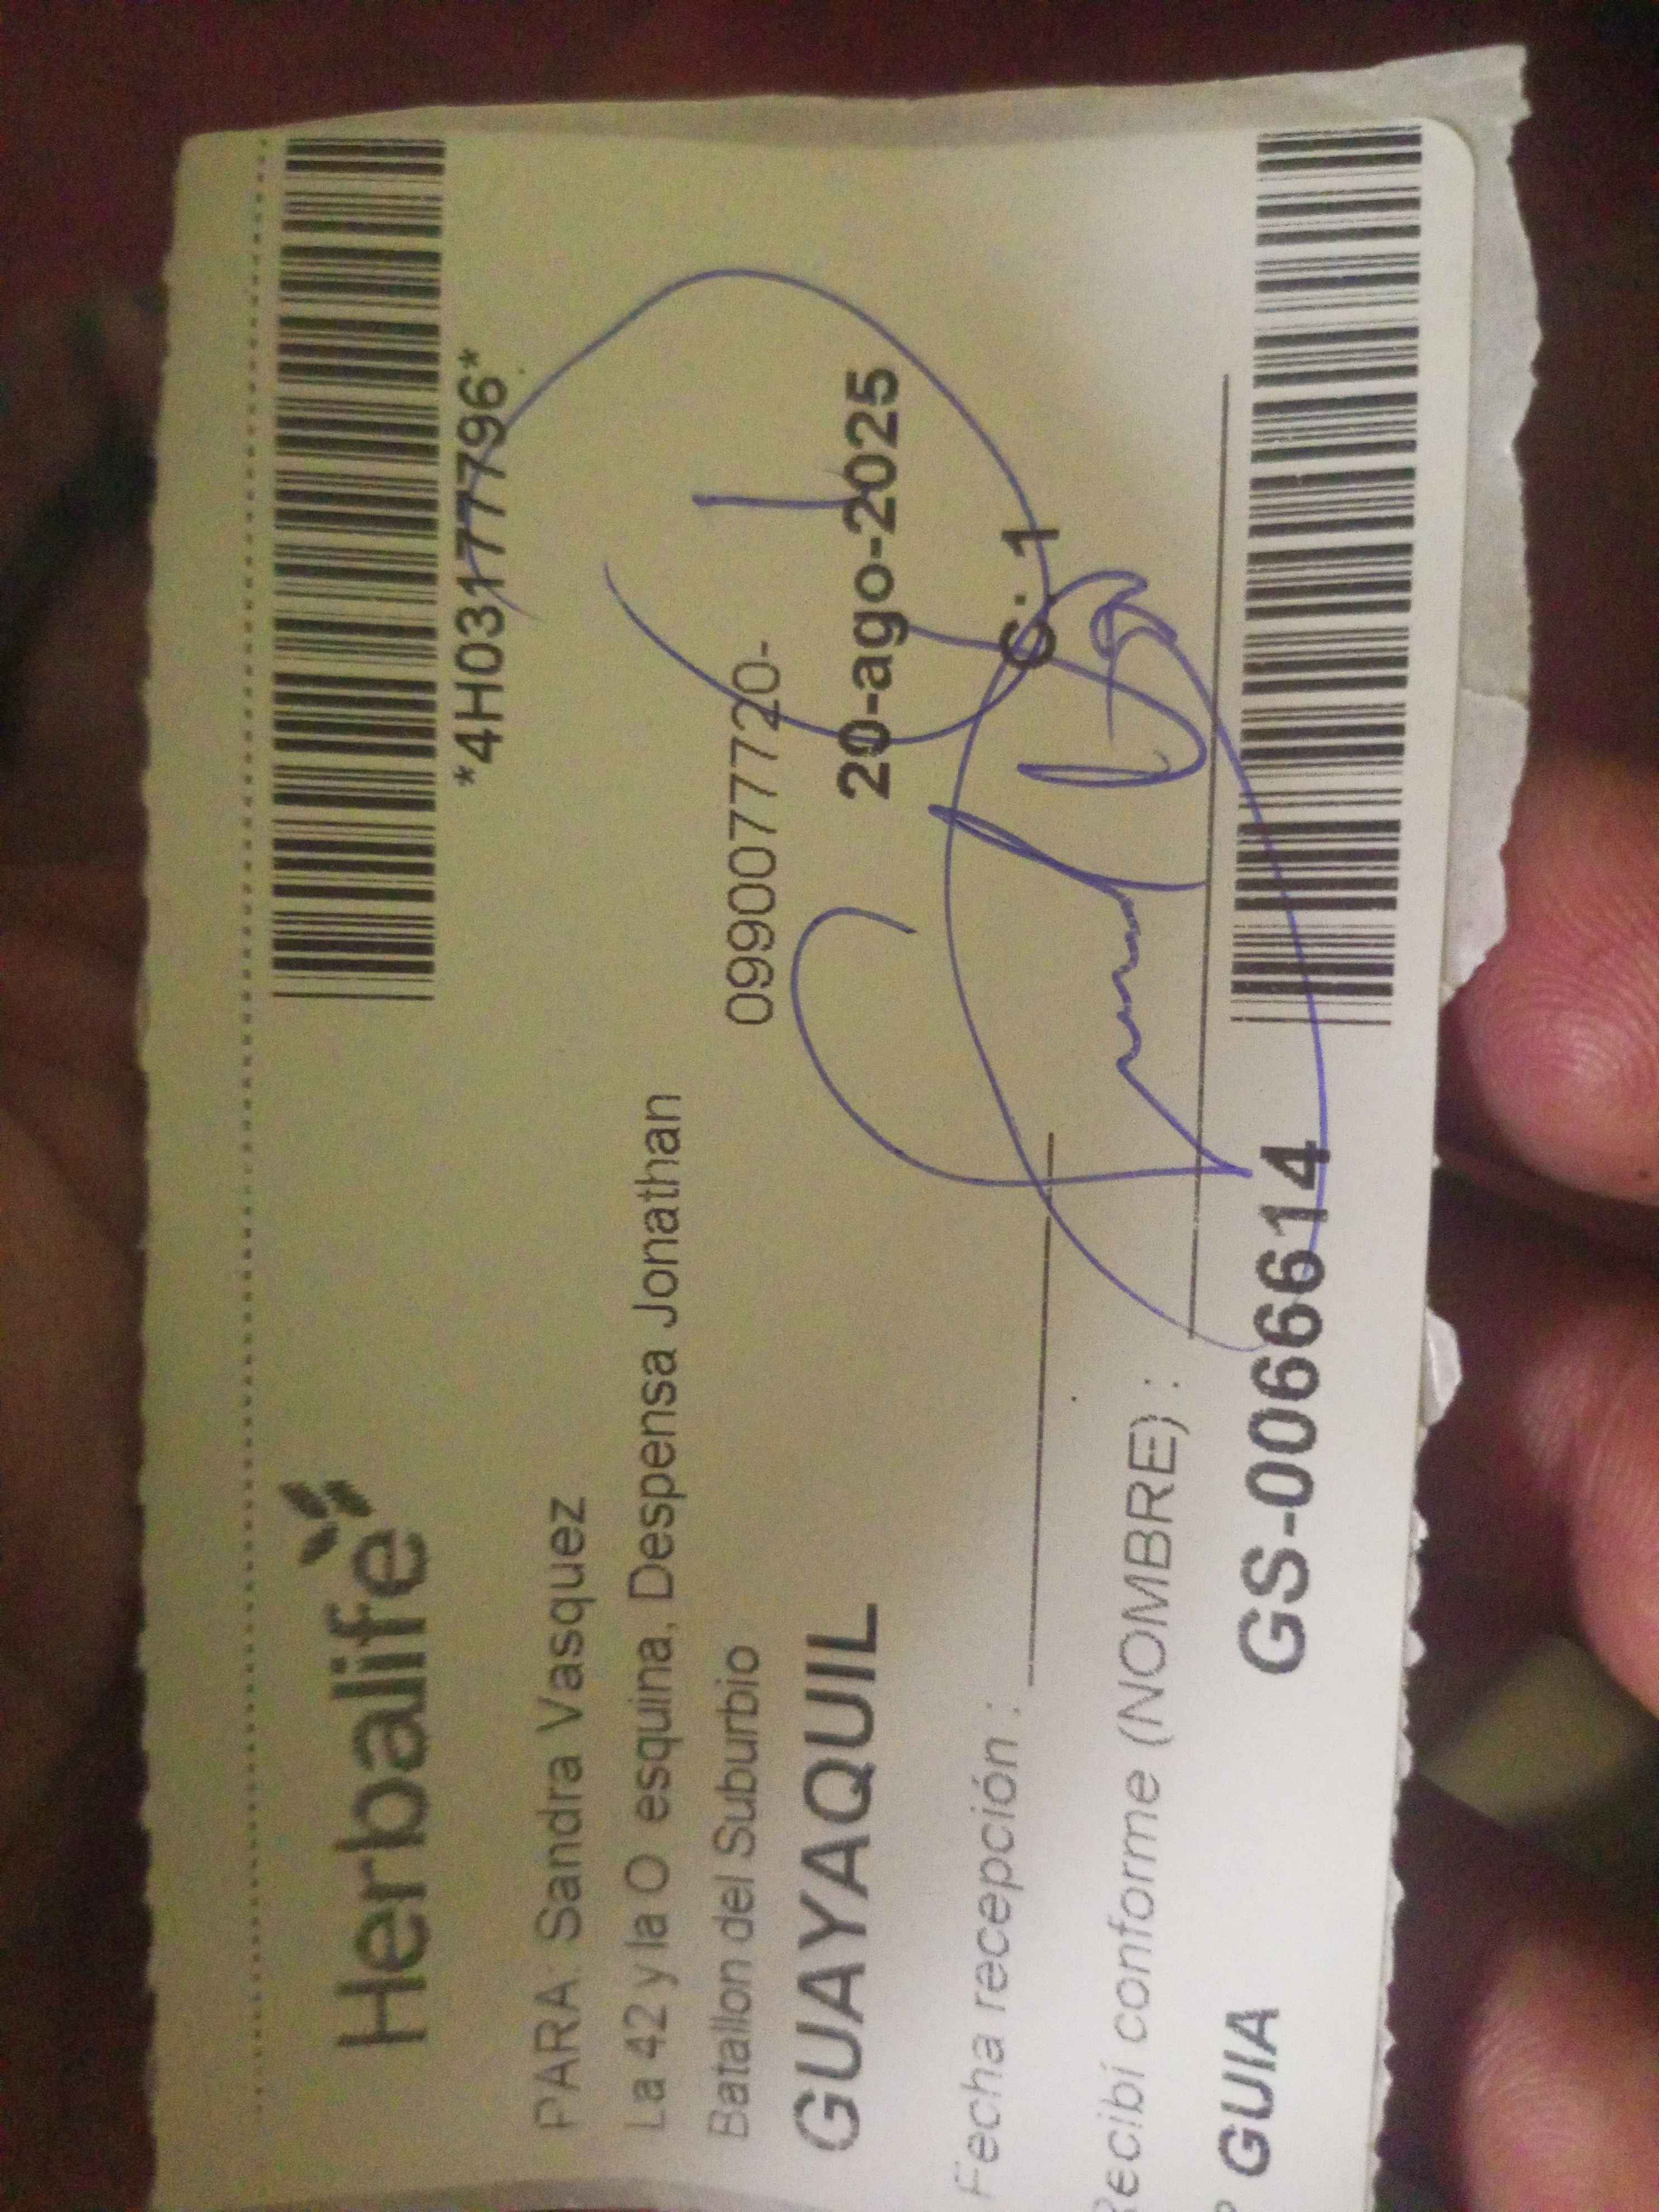 Herbalife
*4H03177796*
PARA: Sandra Vasquez
La 42 y la O esquina, Despensa Jonathan
Batallon del Suburbio
0990077720-
GUAYAQUIL
20-ago-2025
Fecha recepción :
C. 1
Recibí conforme (NOMBRE) :
GUIA
GS-0066614